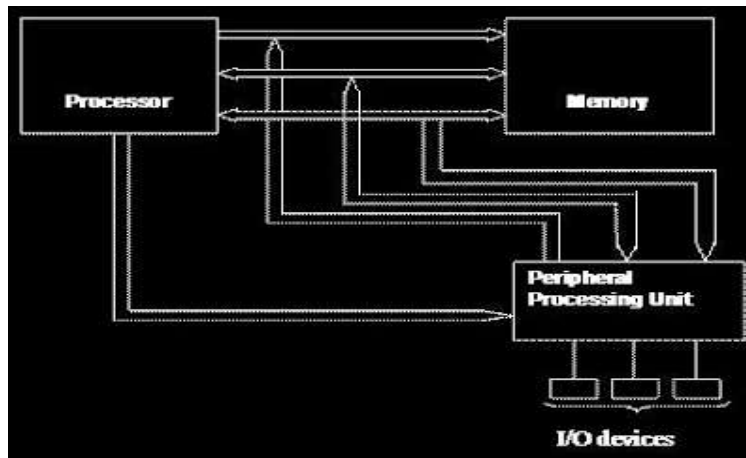 Processor
Memory
Peripheral
Processing Unit
I/O devices